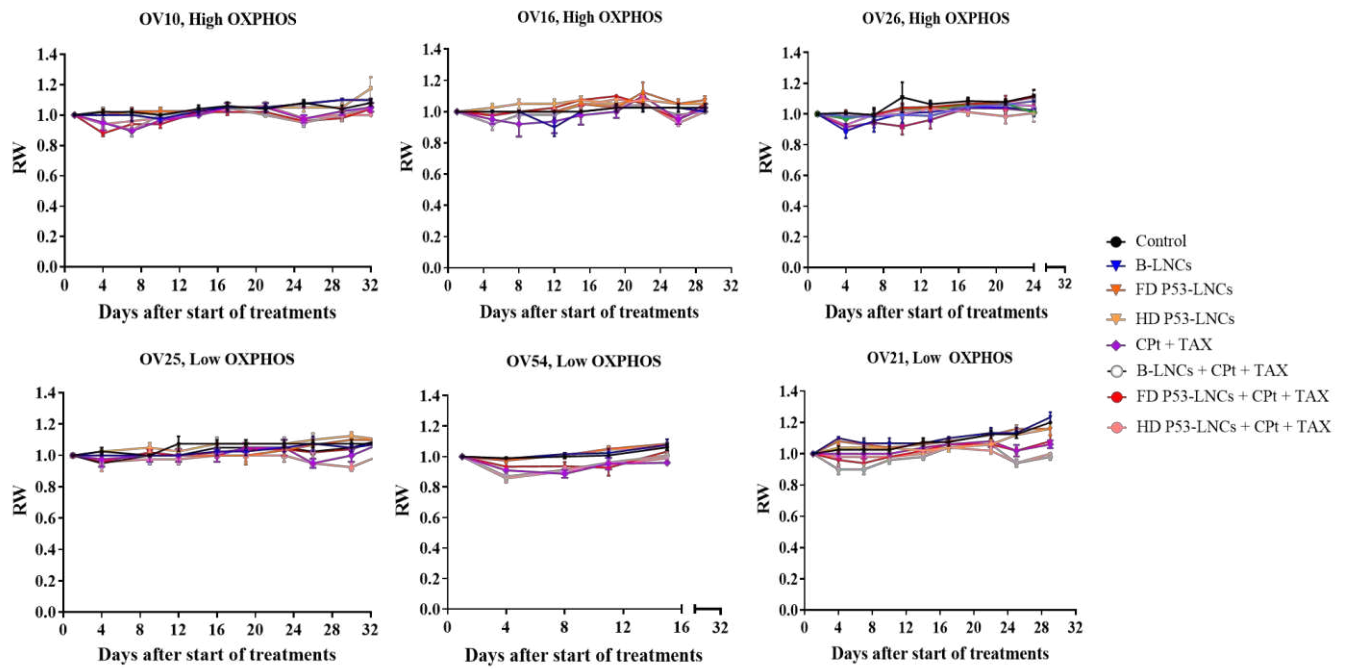 OV10, High OXPHOS
1.4
1.2
1.0
0.8
0.6
0.4
0.2
0.0
RW
0 4 8 12 16 20 24 28 32
Days after start of treatments
OV16, High OXPHOS
1.4
1.2
1.0
0.8
0.6
0.4
0.2
0.0
RW
0 4 8 12 16 20 24 28 32
Days after start of treatments
OV26, High OXPHOS
1.4
1.2
1.0
0.8
0.6
0.4
0.2
0.0
RW
0 4 8 12 16 20 24 32
Days after start of treatments
OV25, Low OXPHOS
1.4
1.2
1.0
0.8
0.6
0.4
0.2
0.0
RW
0 4 8 12 16 20 24 28 32
Days after start of treatments
OV54, Low OXPHOS
1.4
1.2
1.0
0.8
0.6
0.4
0.2
0.0
RW
0 4 8 12 16 32
Days after start of treatments
OV21, Low OXPHOS
1.4
1.2
1.0
0.8
0.6
0.4
0.2
0.0
RW
0 4 8 12 16 20 24 28 32
Days after start of treatments
Control
B-LNCs
FD P53-LNCs
HD P53-LNCs
CPt + TAX
B-LNCs + CPt + TAX
FD P53-LNCs + CPt + TAX
HD P53-LNCs + CPt + TAX